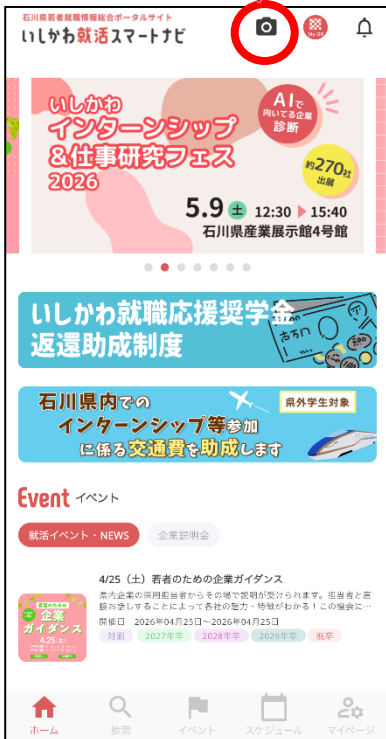 石川県若者就職情報総合ポータルサイト
いしかわ就活スマートナビ
My QR
いしかわ
インターンシップ
&仕事研究フェス
2026
AIで
向いてる企業
診断
約270社
出展
5.9 土 12:30 ▶ 15:40
石川県産業展示館4号館
いしかわ就職応援奨学金
返還助成制度
石川県内での
インターンシップ等参加
に係る交通費を助成します
県外学生対象
Event イベント
就活イベント・NEWS
企業説明会
若者のための
企業
ガイダンス
4.25 土
4/25（土）若者のための企業ガイダンス
県内企業の採用担当者からその場で説明が受けられます。担当者と直
接お話しすることによって各社の魅力・特徴がわかる！この機会に…
開催日 2026年04月25日～2026年04月25日
対面 2027年卒 2028年卒 2029年卒 既卒
ホーム
検索
イベント
スケジュール
マイページ